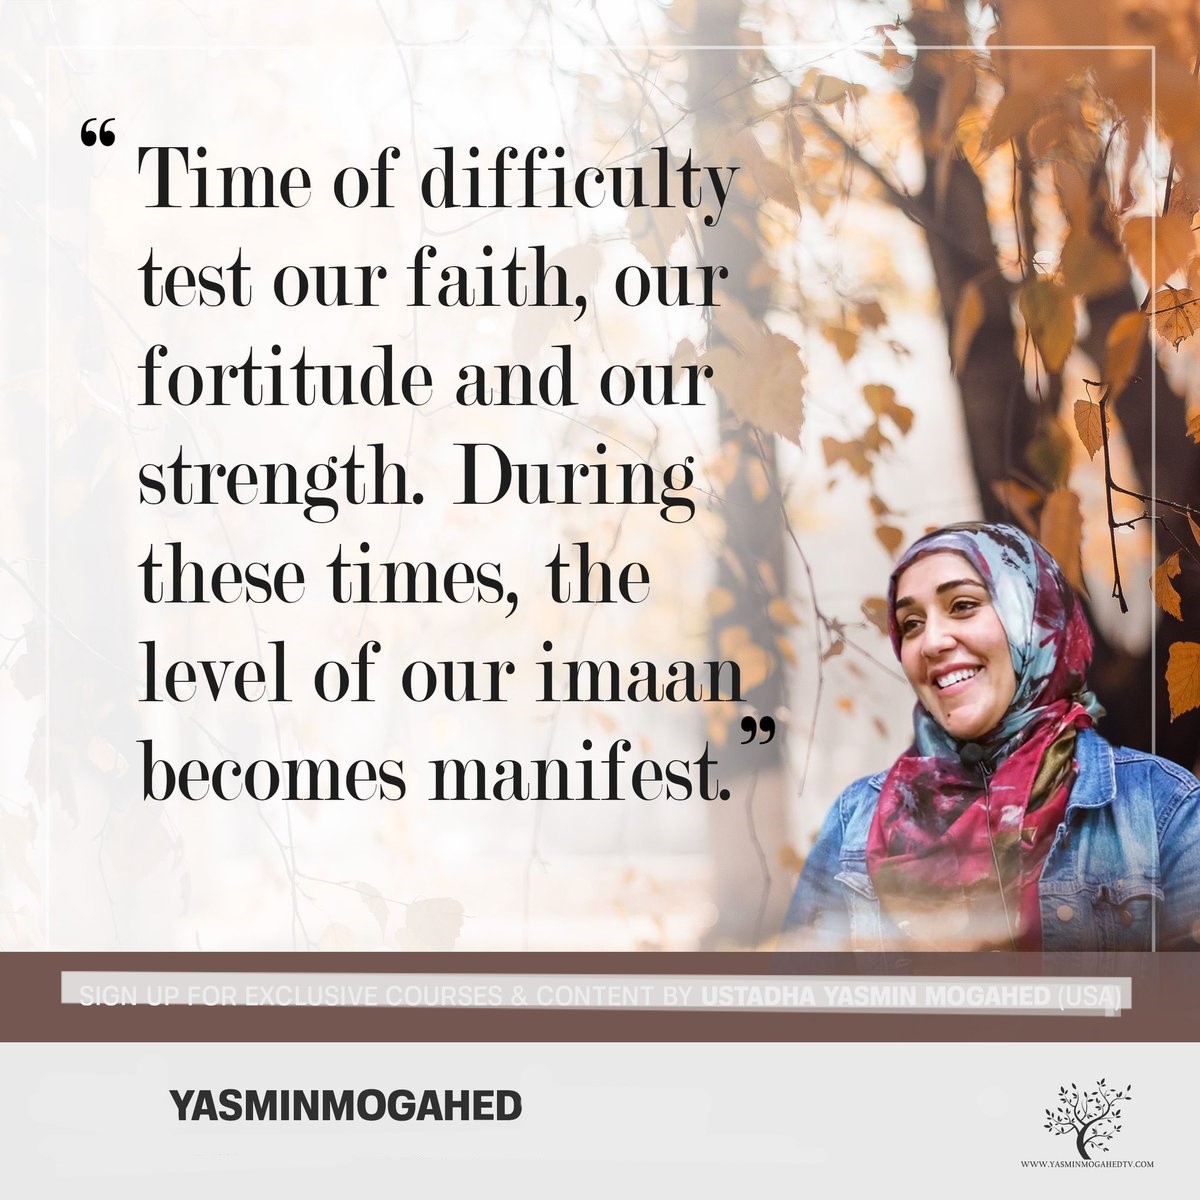 “ Time of difficulty
test our faith, our
fortitude and our
strength. During
these times, the
level of our imaan
becomes manifest. ”
SIGN UP FOR EXCLUSIVE COURSES & CONTENT BY USTADHA YASMIN MOGAHED (USA)
YASMINMOGAHED
WWW.YASMINMOGAHEDTV.COM